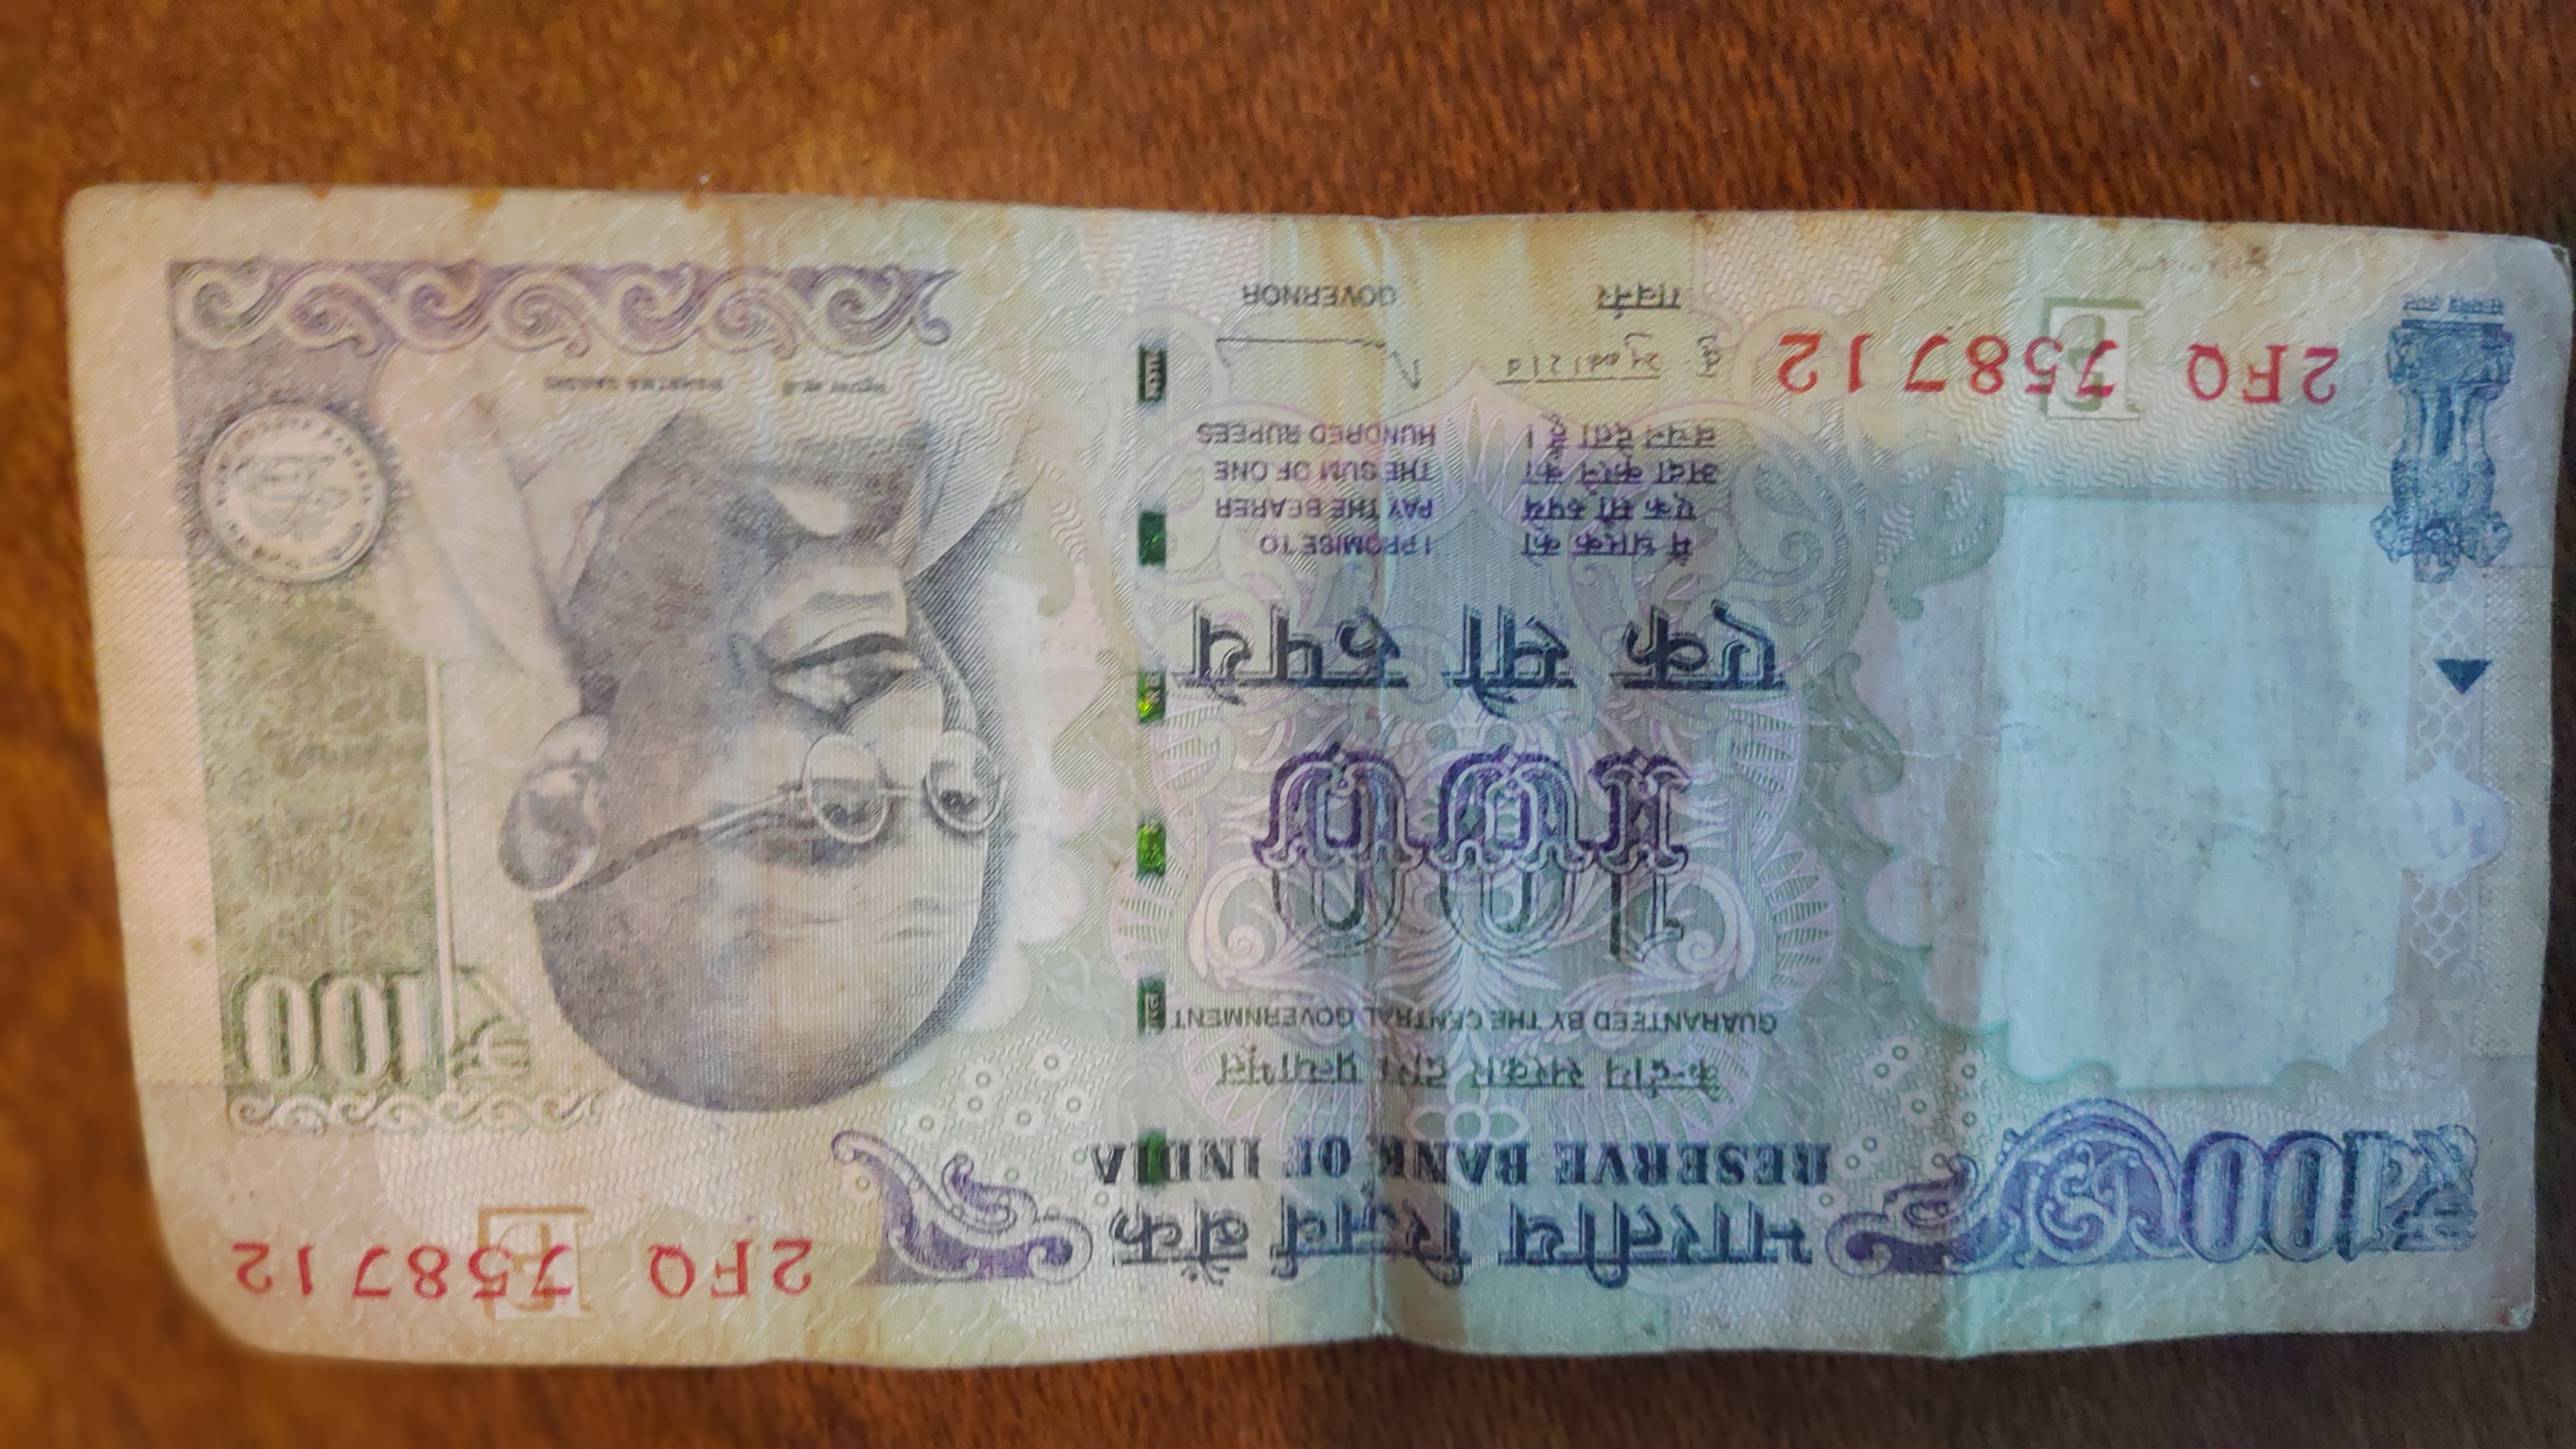 ₹100
भारतीय रिज़र्व बैंक
RESERVE BANK OF INDIA
2FQ 758712
E
केन्द्रीय सरकार द्वारा प्रत्याभूत
GUARANTEED BY THE CENTRAL GOVERNMENT
₹100
100
एक सौ रुपये
मैं धारक को
एक सौ रुपये
अदा करने का
वचन देता हूँ ।
I PROMISE TO
PAY THE BEARER
THE SUM OF ONE
HUNDRED RUPEES
सत्यमेव जयते
2FQ 758712
E
गवर्नर
GOVERNOR
महात्मा गांधी
MAHATMA GANDHI